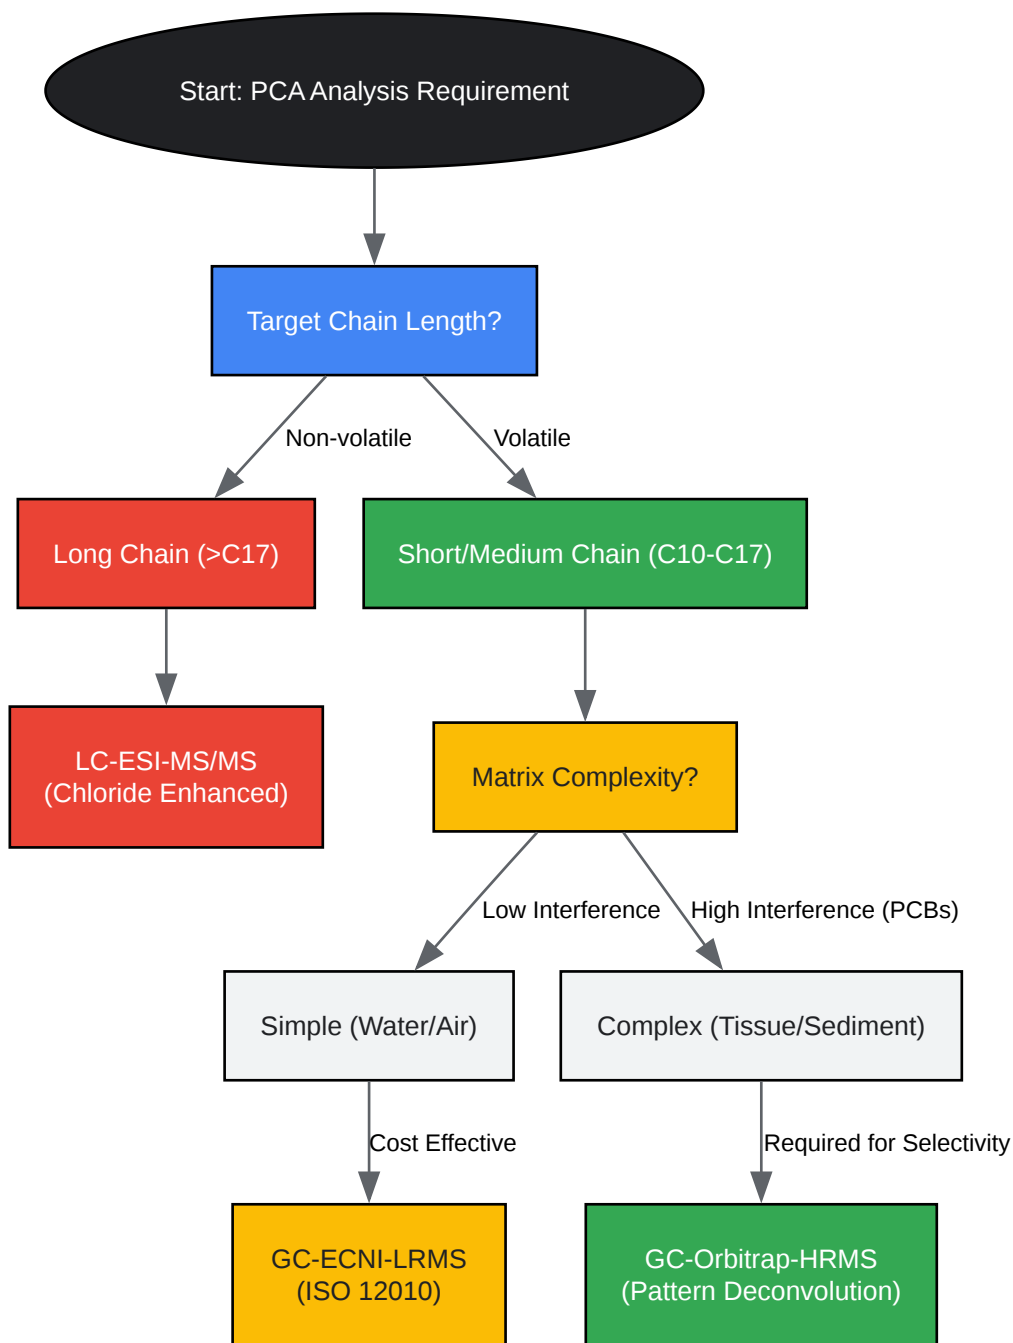 Start: PCA Analysis Requirement
Target Chain Length?
Non-volatile
Volatile
Long Chain (>C17)
Short/Medium Chain (C10-C17)
LC-ESI-MS/MS
(Chloride Enhanced)
Matrix Complexity?
Low Interference
High Interference (PCBs)
Simple (Water/Air)
Complex (Tissue/Sediment)
Cost Effective
Required for Selectivity
GC-ECNI-LRMS
(ISO 12010)
GC-Orbitrap-HRMS
(Pattern Deconvolution)